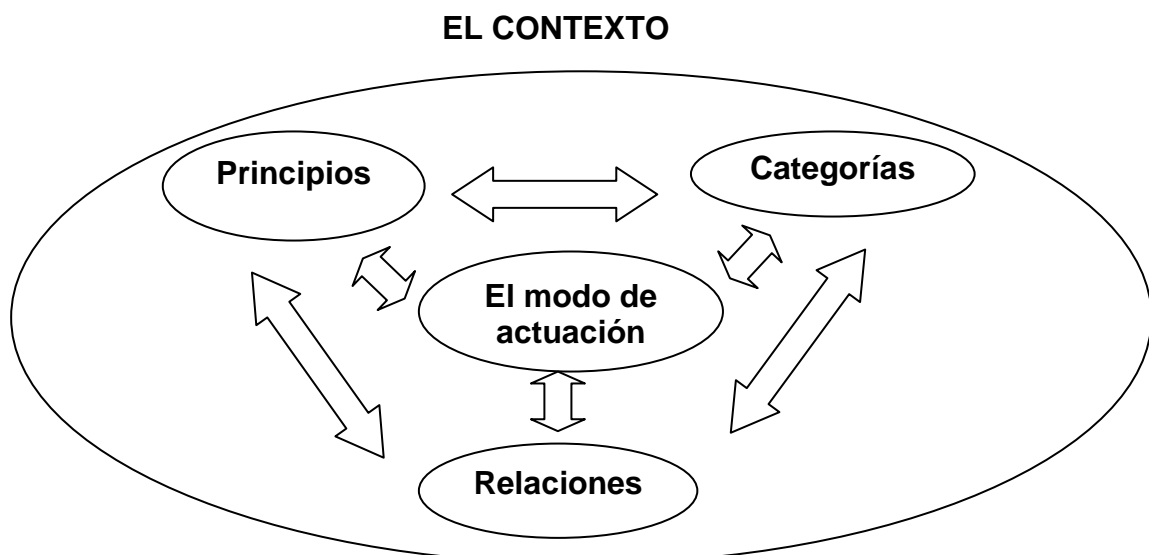 EL CONTEXTO
Principios
Categorías
El modo de
actuación
Relaciones